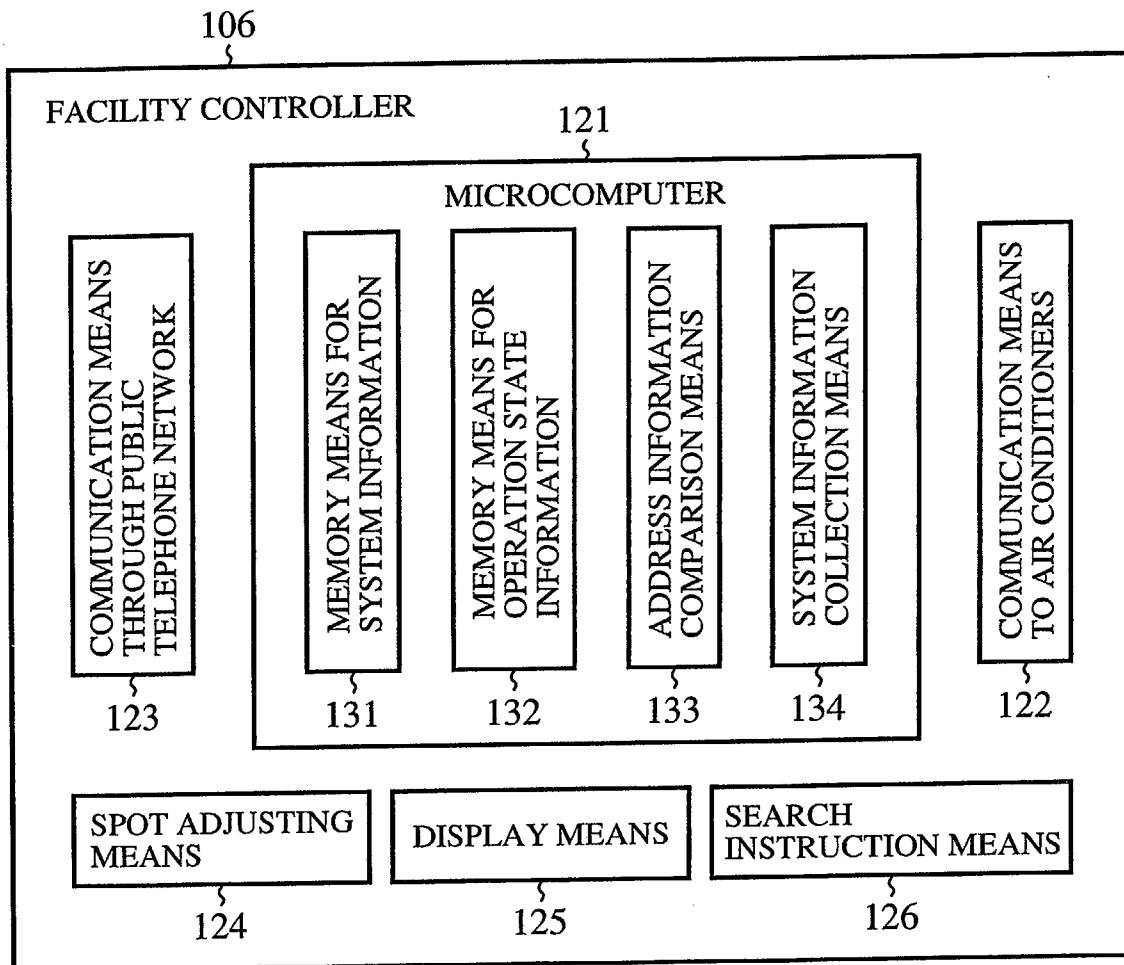 106
FACILITY CONTROLLER
121
MICROCOMPUTER
COMMUNICATION MEANS
THROUGH PUBLIC
TELEPHONE NETWORK
123
MEMORY MEANS FOR
SYSTEM INFORMATION
131
MEMORY MEANS FOR
OPERATION STATE
INFORMATION
132
ADDRESS INFORMATION
COMPARISON MEANS
133
SYSTEM INFORMATION
COLLECTION MEANS
134
COMMUNICATION MEANS
TO AIR CONDITIONERS
122
SPOT ADJUSTING
MEANS
124
DISPLAY MEANS
125
SEARCH
INSTRUCTION MEANS
126